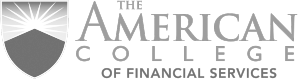 THE
AMERICAN
COLLEGE
OF FINANCIAL SERVICES